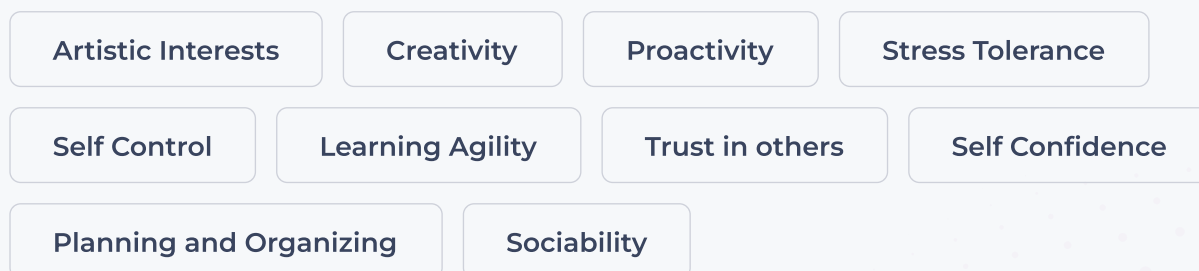 Artistic Interests Creativity Proactivity Stress Tolerance
Self Control Learning Agility Trust in others Self Confidence
Planning and Organizing Sociability